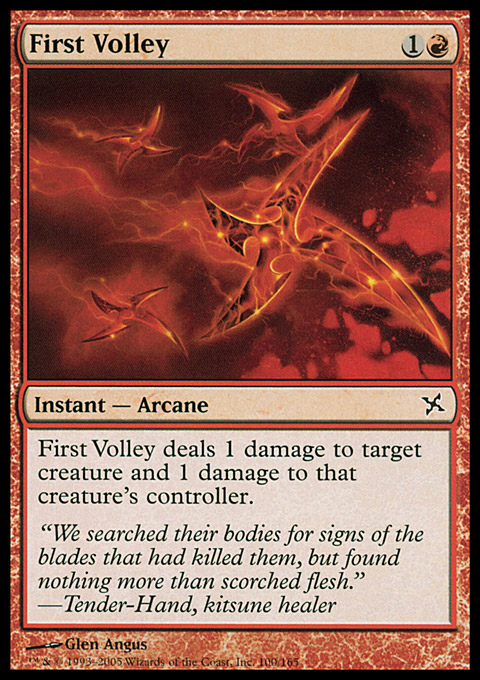 First Volley 1
Instant — Arcane
First Volley deals 1 damage to target
creature and 1 damage to that
creature's controller.
“We searched their bodies for signs of the
blades that had killed them, but found
nothing more than scorched flesh.”
—Tender-Hand, kitsune healer
Glen Angus
™ & © 1993–2005 Wizards of the Coast, Inc. 100/165